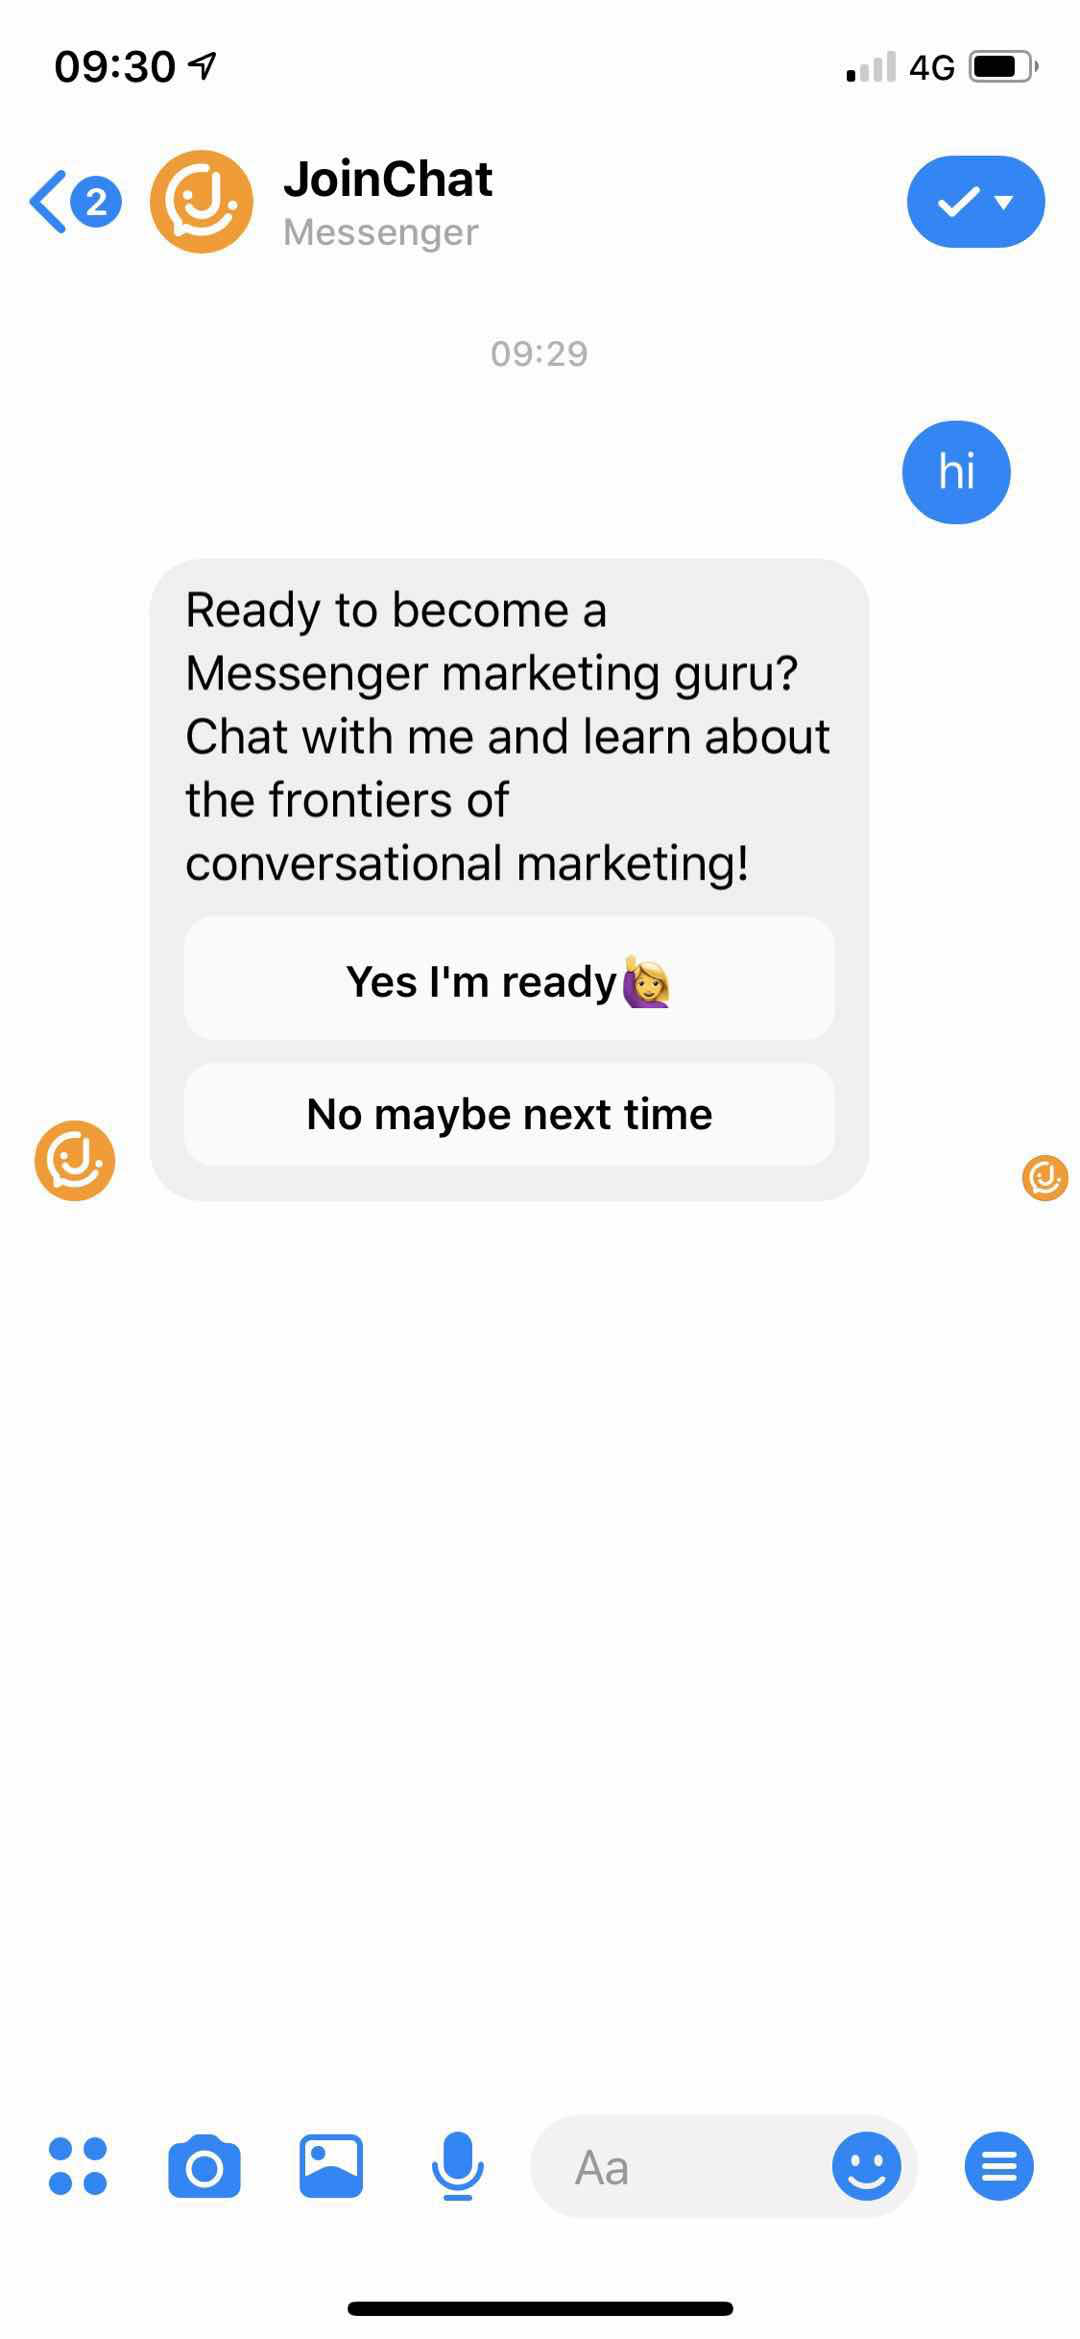 09:30
4G
2
JoinChat
Messenger
09:29
hi
Ready to become a
Messenger marketing guru?
Chat with me and learn about
the frontiers of
conversational marketing!
Yes I'm ready🙋‍♀️
No maybe next time
Aa